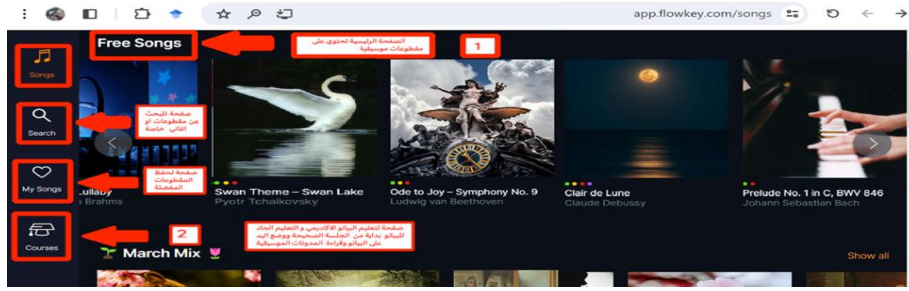 app.flowkey.com/songs
Free Songs
الصفحة الرئيسية تحتوي على
مقطوعات موسيقية
1
Songs
صفحة للبحث
عن مقطوعات او
اغاني خاصة
Search
صفحة لحفظ
المقطوعات
المفضلة
My Songs
Lullaby
s Brahms
Swan Theme – Swan Lake
Pyotr Tchaikovsky
Ode to Joy – Symphony No. 9
Ludwig van Beethoven
Clair de Lune
Claude Debussy
Prelude No. 1 in C, BWV 846
Johann Sebastian Bach
2
صفحة لتعليم البيانو الاكاديمي و التعليم الجاد
للبيانو بداية من الجلسة الصحيحة ووضع اليد
على البيانو وقراءة المدونات الموسيقية
Courses
March Mix
Show all